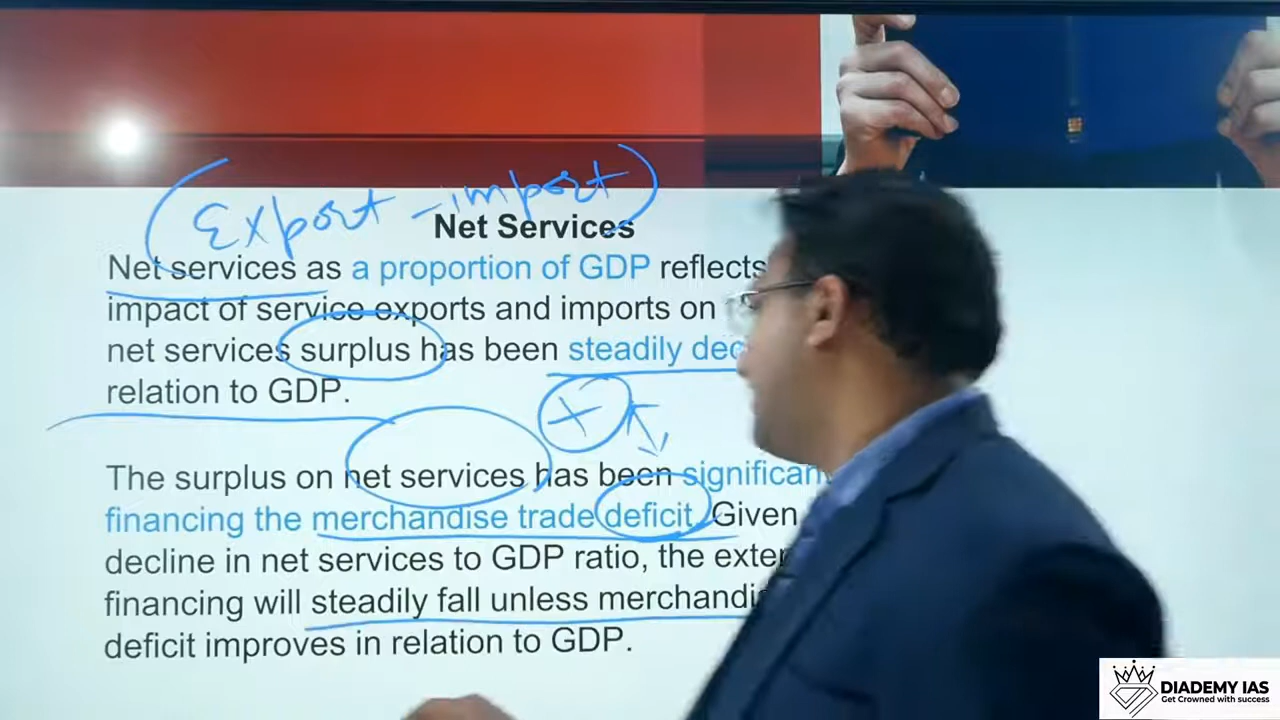 (Export - import)
Net Services
Net services as a proportion of GDP reflects
impact of service exports and imports on
net services surplus has been steadily
relation to GDP.
+
The surplus on net services has been
financing the merchandise trade deficit. Given
decline in net services to GDP ratio, the
financing will steadily fall unless
deficit improves in relation to GDP.
DIADEMY IAS
Get Crowned with success